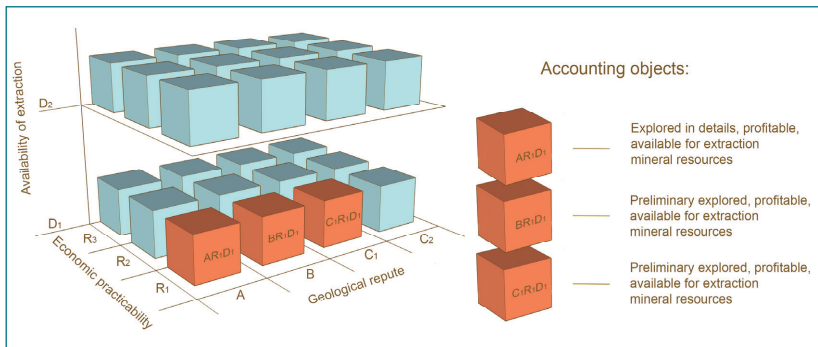 Availability of extraction
D₂
D₁
R₃
R₂
R₁
Economic practicability
A
B
C₁
C₂
Geological repute
AR₁D₁
BR₁D₁
C₁R₁D₁
Accounting objects:
AR₁D₁
Explored in details, profitable,
available for extraction
mineral resources
BR₁D₁
Preliminary explored, profitable,
available for extraction
mineral resources
C₁R₁D₁
Preliminary explored, profitable,
available for extraction
mineral resources